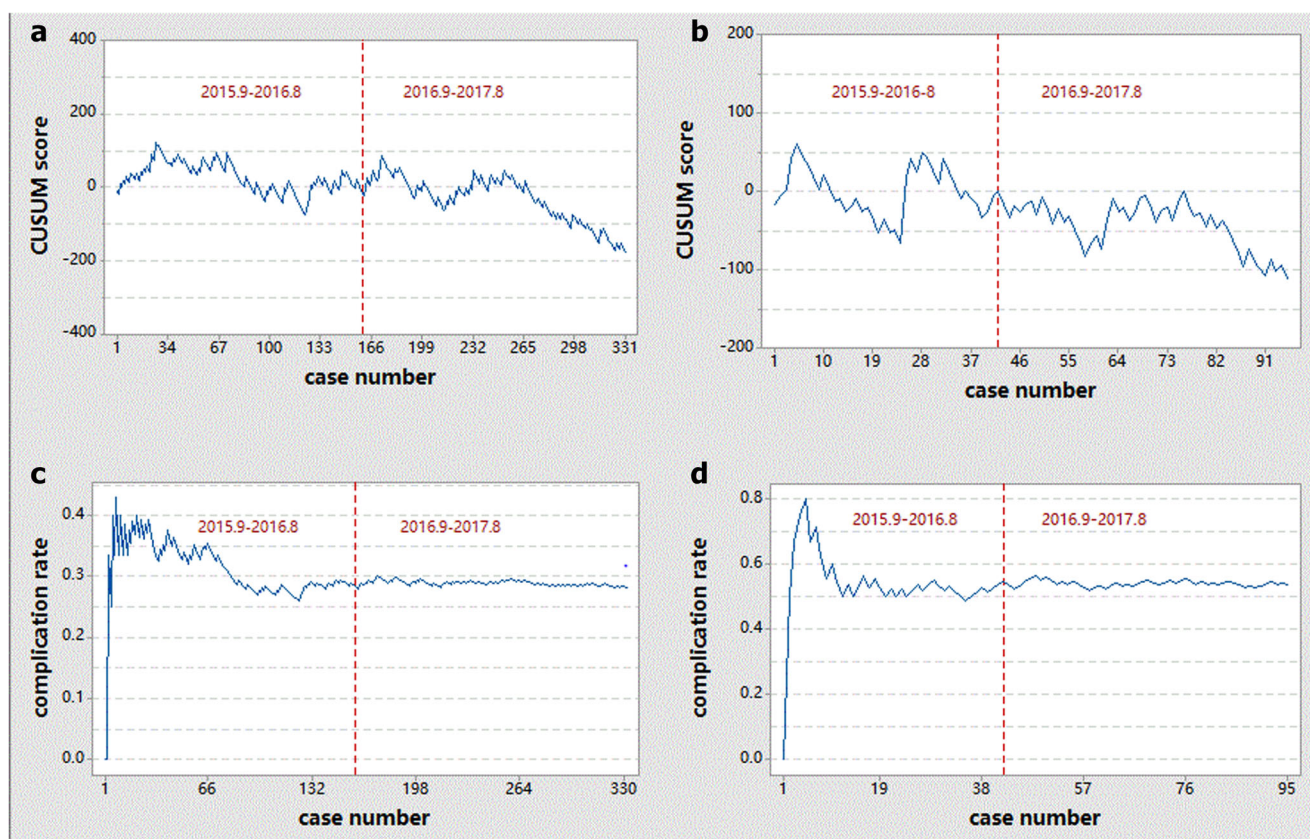 a
400
200
0
-200
-400
CUSUM score
2015.9-2016.8
2016.9-2017.8
1 34 67 100 133 166 199 232 265 298 331
case number
b
200
100
0
-100
-200
CUSUM score
2015.9-2016-8
2016.9-2017.8
1 10 19 28 37 46 55 64 73 82 91
case number
c
0.4
0.3
0.2
0.1
0.0
complication rate
2015.9-2016.8
2016.9-2017.8
1 66 132 198 264 330
case number
d
0.8
0.6
0.4
0.2
0.0
complication rate
2015.9-2016.8
2016.9-2017.8
1 19 38 57 76 95
case number